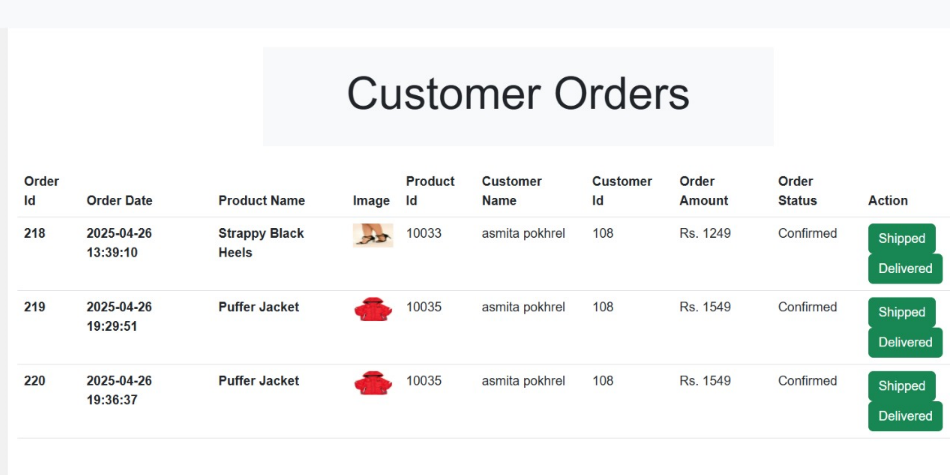 Customer Orders
Order Id Order Date Product Name Image Product Id Customer Name Customer Id Order Amount Order Status Action
218 2025-04-26 13:39:10 Strappy Black Heels 10033 asmita pokhrel 108 Rs. 1249 Confirmed Shipped
Delivered
219 2025-04-26 19:29:51 Puffer Jacket 10035 asmita pokhrel 108 Rs. 1549 Confirmed Shipped
Delivered
220 2025-04-26 19:36:37 Puffer Jacket 10035 asmita pokhrel 108 Rs. 1549 Confirmed Shipped
Delivered